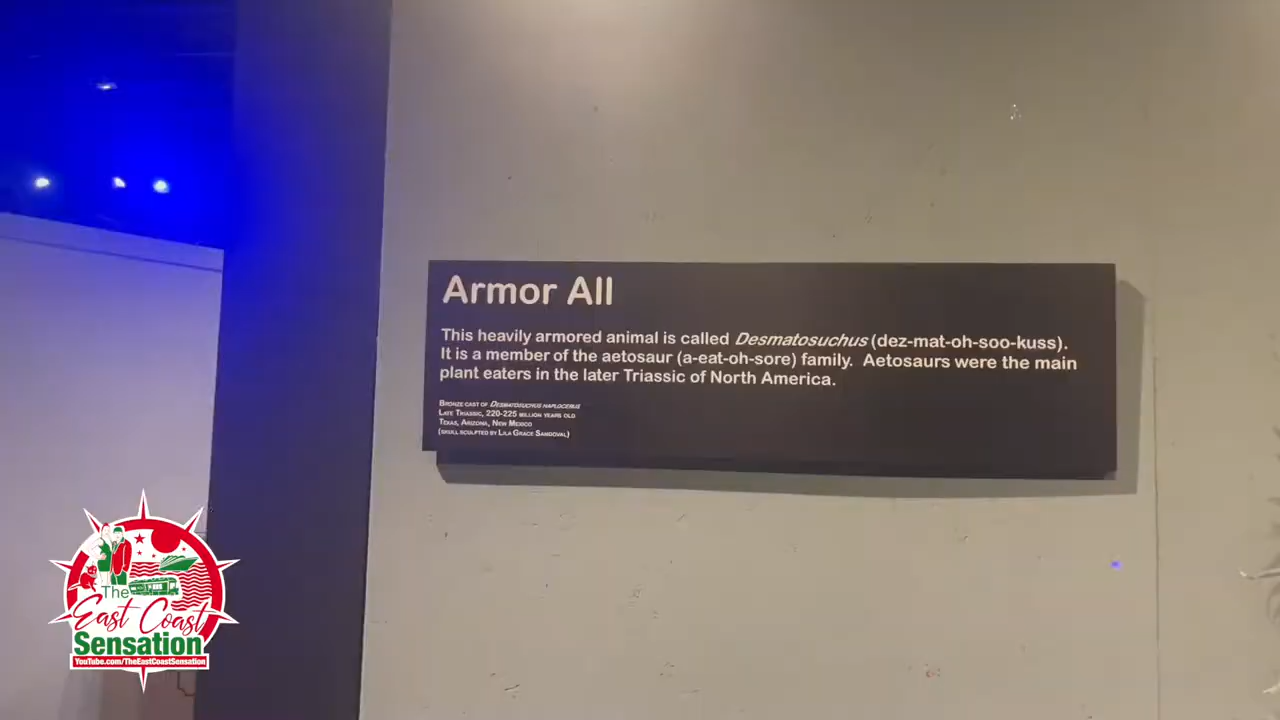 Armor All
This heavily armored animal is called Desmatosuchus (dez-mat-oh-soo-kuss).
It is a member of the aetosaur (a-eat-oh-sore) family. Aetosaurs were the main
plant eaters in the later Triassic of North America.
BRONZE CAST OF DESMATOSUCHUS HAPLOCERUS
LATE TRIASSIC, 220-225 MILLION YEARS OLD
TEXAS, ARIZONA, NEW MEXICO
(SKULL SCULPTED BY LILA GRACE SANDOVAL)
The
East Coast
Sensation
YouTube.com/TheEastCoastSensation